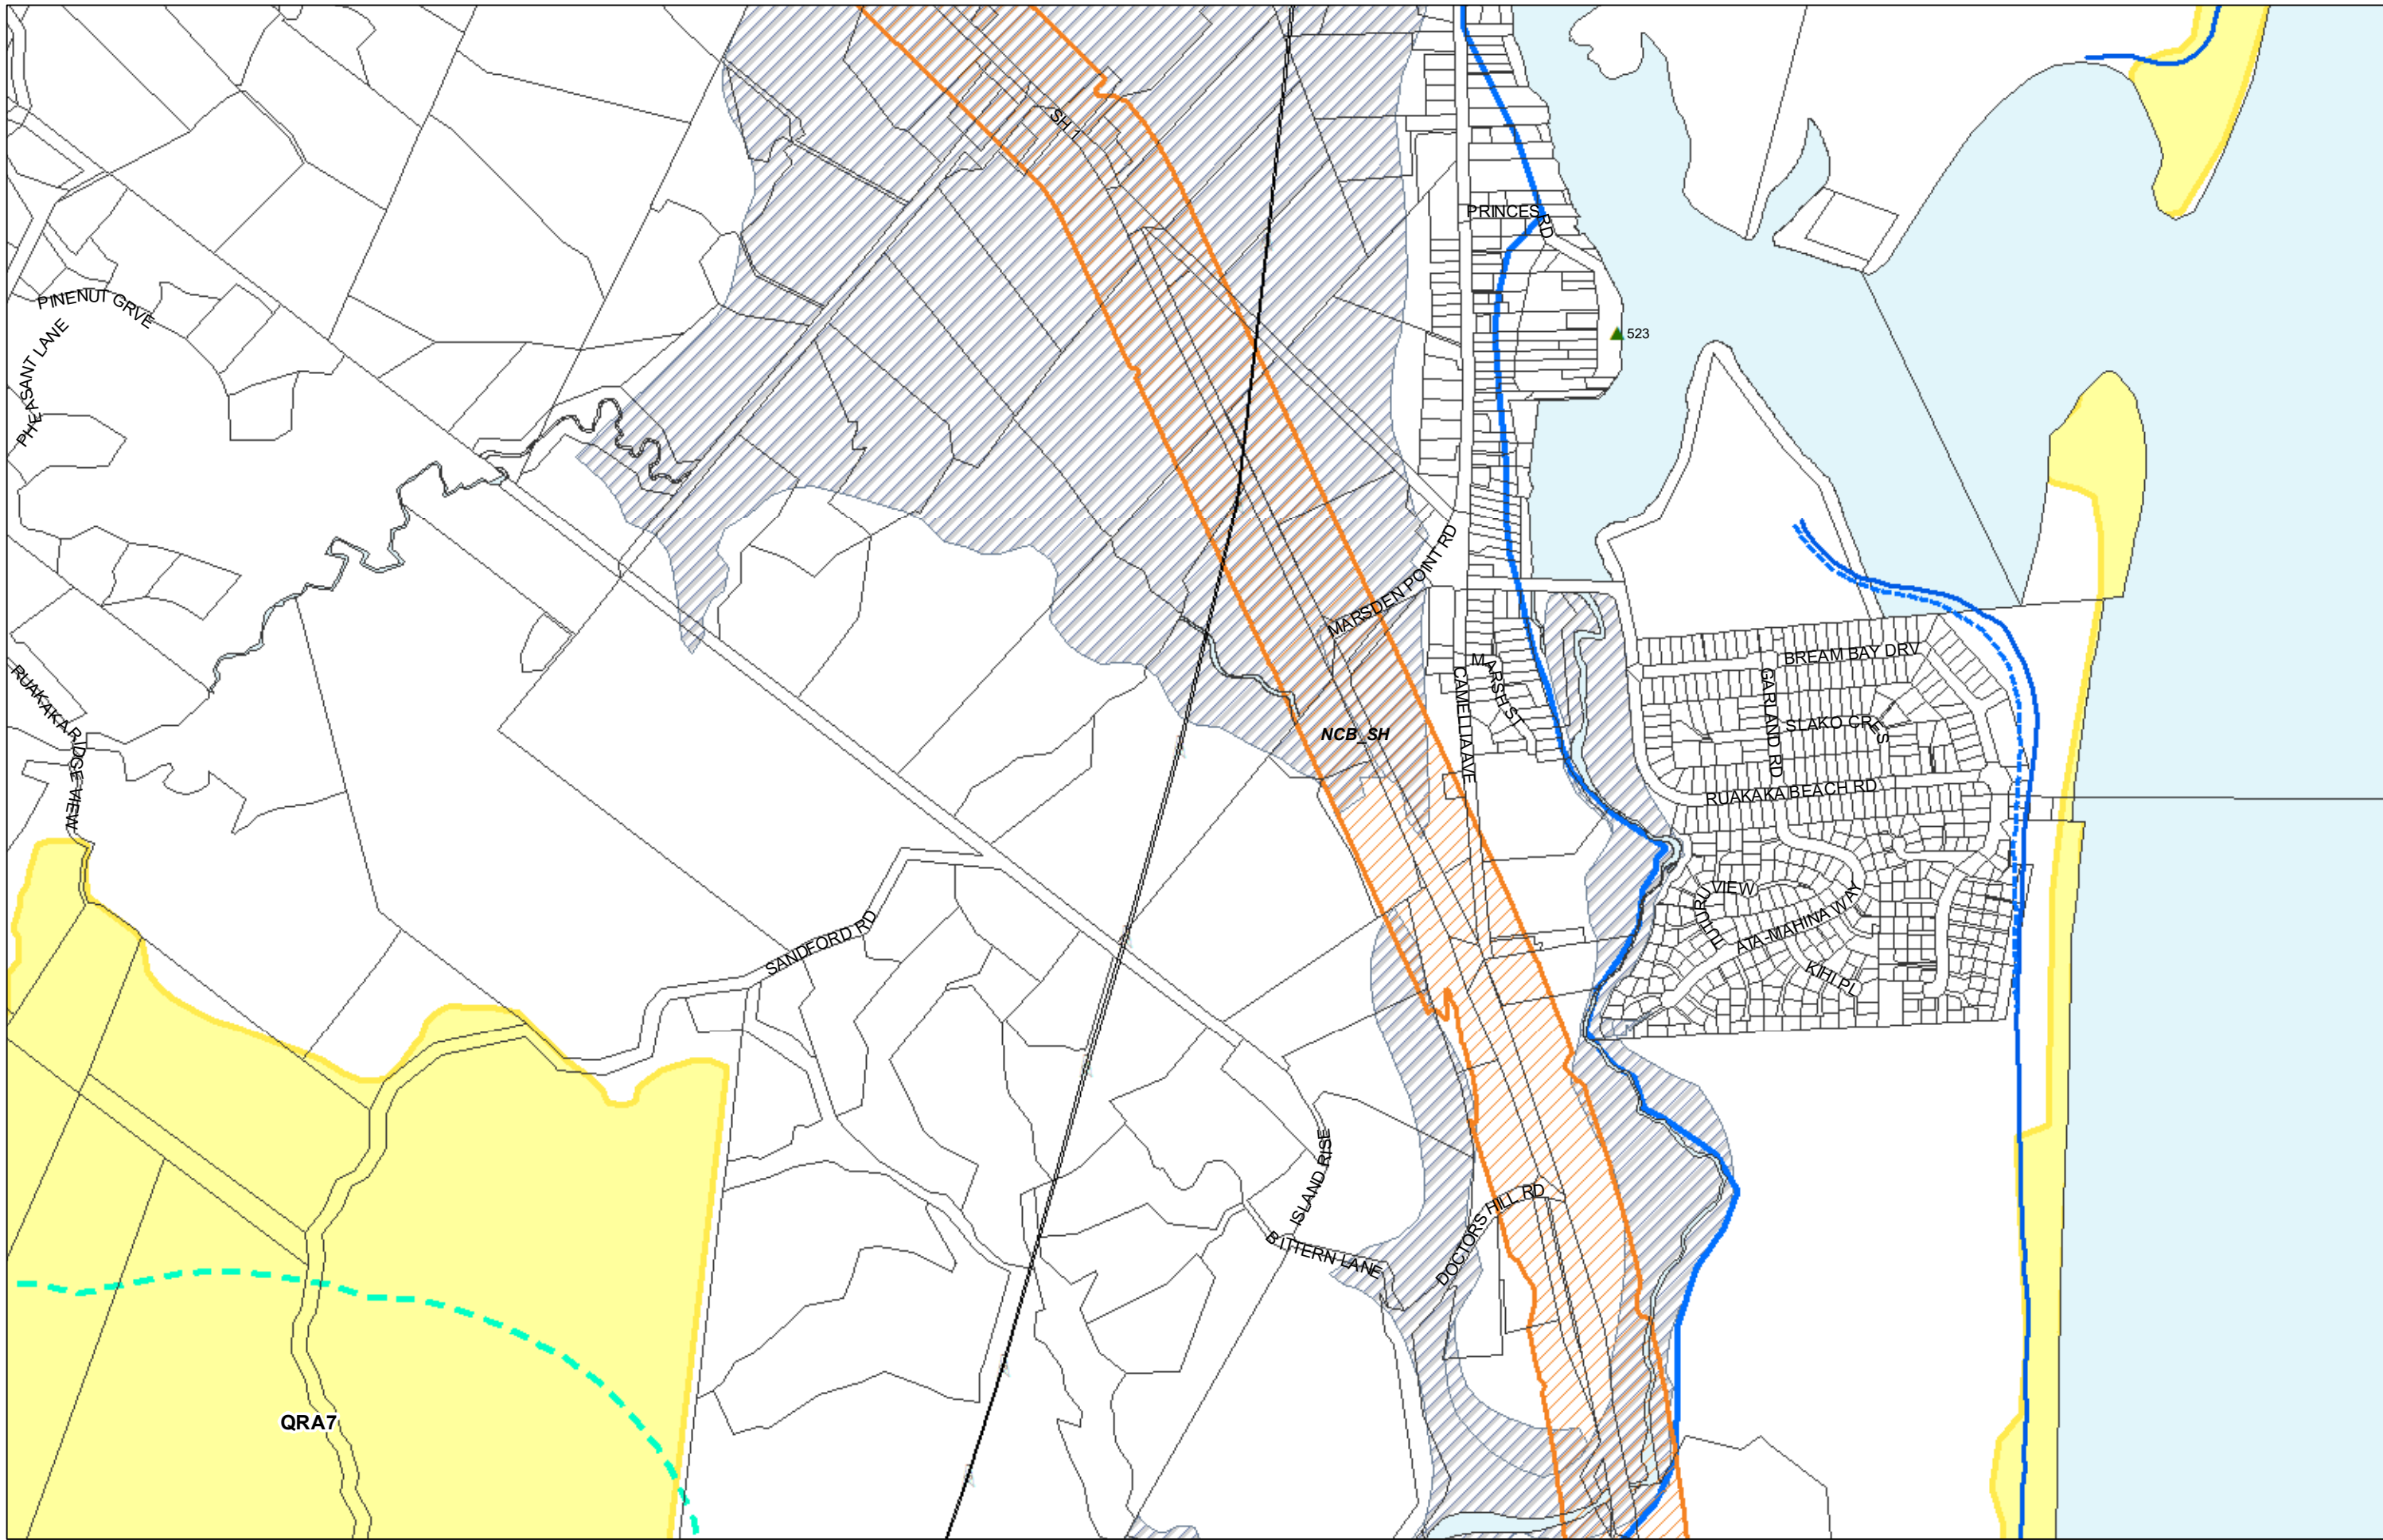 SH 1
PRINCES RD
PINENUT GRVE
523
PHEASANT LANE
MARSDEN POINT RD
BREAM BAY DRV
MARSH ST
CAMELLIA AVE
GARLAND RD
RUAKAKA RIDGE VIEW
SLAKO CRES
NCB_SH
RUAKAKA BEACH RD
TUTURU VIEW
ATA-MAHINA WAY
SANDFORD RD
KIHI PL
ISLAND RISE
DOCTORS HILL RD
BITTERN LANE
QRA7